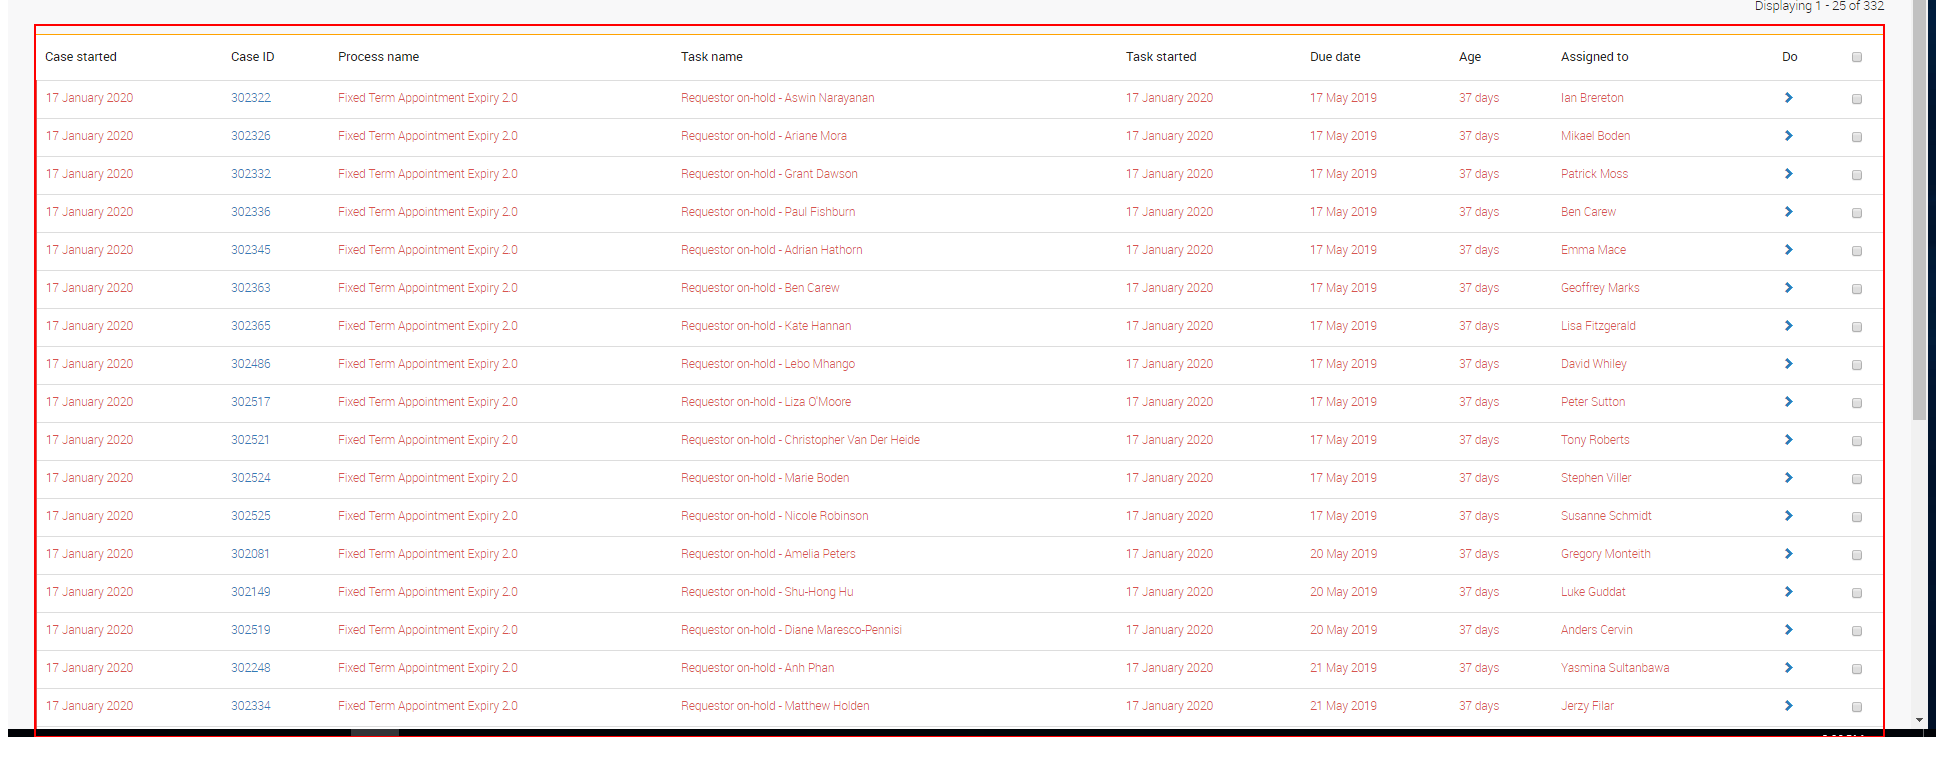 Displaying 1 - 25 of 332
Case started Case ID Process name Task name Task started Due date Age Assigned to Do
17 January 2020 302322 Fixed Term Appointment Expiry 2.0 Requestor on-hold - Aswin Narayanan 17 January 2020 17 May 2019 37 days Ian Brereton
17 January 2020 302326 Fixed Term Appointment Expiry 2.0 Requestor on-hold - Ariane Mora 17 January 2020 17 May 2019 37 days Mikael Boden
17 January 2020 302332 Fixed Term Appointment Expiry 2.0 Requestor on-hold - Grant Dawson 17 January 2020 17 May 2019 37 days Patrick Moss
17 January 2020 302336 Fixed Term Appointment Expiry 2.0 Requestor on-hold - Paul Fishburn 17 January 2020 17 May 2019 37 days Ben Carew
17 January 2020 302345 Fixed Term Appointment Expiry 2.0 Requestor on-hold - Adrian Hathorn 17 January 2020 17 May 2019 37 days Emma Mace
17 January 2020 302363 Fixed Term Appointment Expiry 2.0 Requestor on-hold - Ben Carew 17 January 2020 17 May 2019 37 days Geoffrey Marks
17 January 2020 302365 Fixed Term Appointment Expiry 2.0 Requestor on-hold - Kate Hannan 17 January 2020 17 May 2019 37 days Lisa Fitzgerald
17 January 2020 302486 Fixed Term Appointment Expiry 2.0 Requestor on-hold - Lebo Mhango 17 January 2020 17 May 2019 37 days David Whiley
17 January 2020 302517 Fixed Term Appointment Expiry 2.0 Requestor on-hold - Liza O'Moore 17 January 2020 17 May 2019 37 days Peter Sutton
17 January 2020 302521 Fixed Term Appointment Expiry 2.0 Requestor on-hold - Christopher Van Der Heide 17 January 2020 17 May 2019 37 days Tony Roberts
17 January 2020 302524 Fixed Term Appointment Expiry 2.0 Requestor on-hold - Marie Boden 17 January 2020 17 May 2019 37 days Stephen Viller
17 January 2020 302525 Fixed Term Appointment Expiry 2.0 Requestor on-hold - Nicole Robinson 17 January 2020 17 May 2019 37 days Susanne Schmidt
17 January 2020 302081 Fixed Term Appointment Expiry 2.0 Requestor on-hold - Amelia Peters 17 January 2020 20 May 2019 37 days Gregory Monteith
17 January 2020 302149 Fixed Term Appointment Expiry 2.0 Requestor on-hold - Shu-Hong Hu 17 January 2020 20 May 2019 37 days Luke Guddat
17 January 2020 302519 Fixed Term Appointment Expiry 2.0 Requestor on-hold - Diane Maresco-Pennisi 17 January 2020 20 May 2019 37 days Anders Cervin
17 January 2020 302248 Fixed Term Appointment Expiry 2.0 Requestor on-hold - Anh Phan 17 January 2020 21 May 2019 37 days Yasmina Sultanbawa
17 January 2020 302334 Fixed Term Appointment Expiry 2.0 Requestor on-hold - Matthew Holden 17 January 2020 21 May 2019 37 days Jerzy Filar